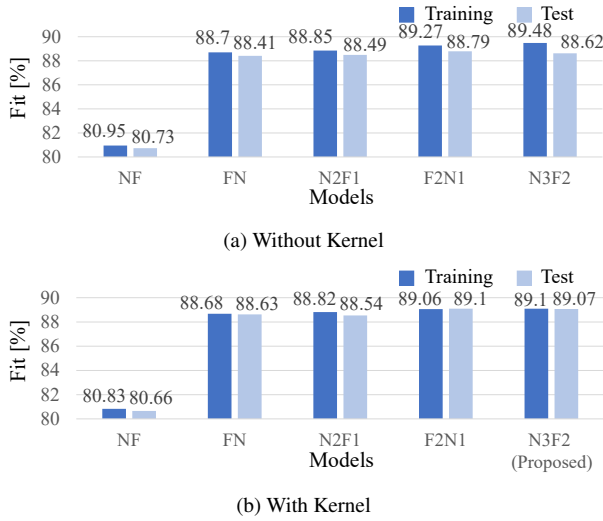 Training Test
90
88
86
84
82
80
Fit [%]
80.95 80.73
88.7 88.41
88.85 88.49
89.27 88.79
89.48 88.62
NF FN N2F1 F2N1 N3F2
Models
(a) Without Kernel
Training Test
90
88
86
84
82
80
Fit [%]
80.83 80.66
88.68 88.63
88.82 88.54
89.06 89.1
89.1 89.07
NF FN N2F1 F2N1 N3F2
Models (Proposed)
(b) With Kernel